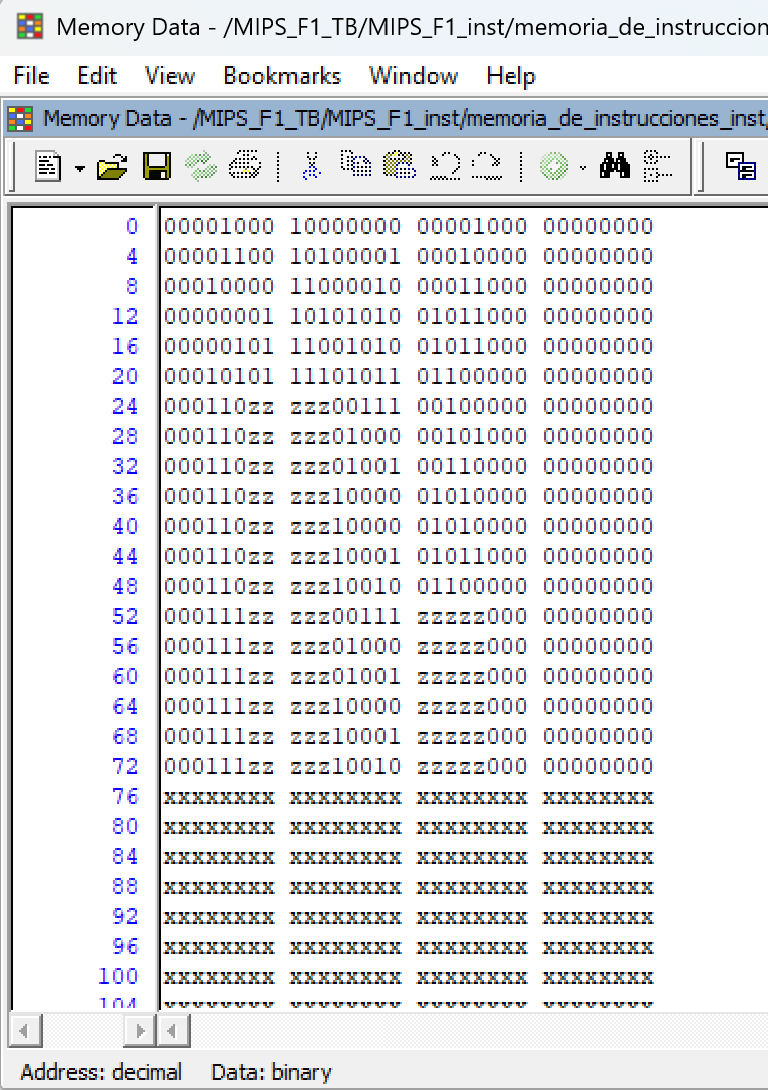 Memory Data - /MIPS_F1_TB/MIPS_F1_inst/memoria_de_instruccion
File Edit View Bookmarks Window Help
Memory Data - /MIPS_F1_TB/MIPS_F1_inst/memoria_de_instrucciones_inst,
0 00001000 10000000 00001000 00000000
4 00001100 10100001 00010000 00000000
8 00010000 11000010 00011000 00000000
12 00000001 10101010 01011000 00000000
16 00000101 11001010 01011000 00000000
20 00010101 11101011 01100000 00000000
24 000110zz zzz00111 00100000 00000000
28 000110zz zzz01000 00101000 00000000
32 000110zz zzz01001 00110000 00000000
36 000110zz zzz10000 01010000 00000000
40 000110zz zzz10000 01010000 00000000
44 000110zz zzz10001 01011000 00000000
48 000110zz zzz10010 01100000 00000000
52 000111zz zzz00111 zzzzz000 00000000
56 000111zz zzz01000 zzzzz000 00000000
60 000111zz zzz01001 zzzzz000 00000000
64 000111zz zzz10000 zzzzz000 00000000
68 000111zz zzz10001 zzzzz000 00000000
72 000111zz zzz10010 zzzzz000 00000000
76 xxxxxxxx xxxxxxxx xxxxxxxx xxxxxxxx
80 xxxxxxxx xxxxxxxx xxxxxxxx xxxxxxxx
84 xxxxxxxx xxxxxxxx xxxxxxxx xxxxxxxx
88 xxxxxxxx xxxxxxxx xxxxxxxx xxxxxxxx
92 xxxxxxxx xxxxxxxx xxxxxxxx xxxxxxxx
96 xxxxxxxx xxxxxxxx xxxxxxxx xxxxxxxx
100 xxxxxxxx xxxxxxxx xxxxxxxx xxxxxxxx
104 xxxxxxxx xxxxxxxx xxxxxxxx xxxxxxxx
Address: decimal Data: binary